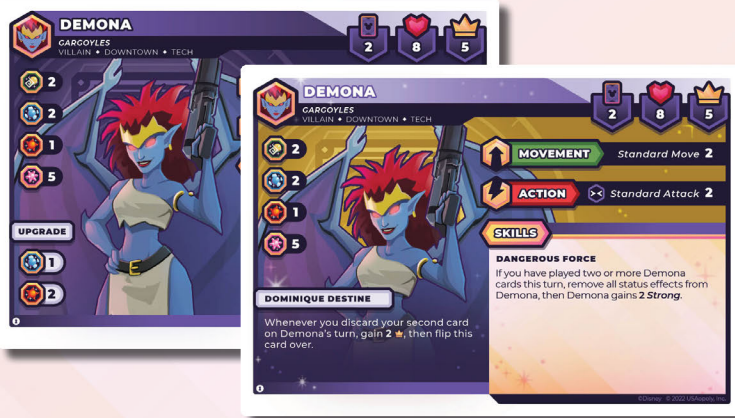 DEMONA
GARGOYLES
VILLAIN ◆ DOWNTOWN ◆ TECH
2 8 5
2
2
1
5
UPGRADE
1
2
DEMONA
GARGOYLES
VILLAIN ◆ DOWNTOWN ◆ TECH
2 8 5
2
2
1
5
MOVEMENT Standard Move 2
ACTION Standard Attack 2
SKILLS
DANGEROUS FORCE
If you have played two or more Demona
cards this turn, remove all status effects from
Demona, then Demona gains 2 Strong.
DOMINIQUE DESTINE
Whenever you discard your second card
on Demona's turn, gain 2 , then flip this
card over.
©Disney © 2022 USAopoly, Inc.